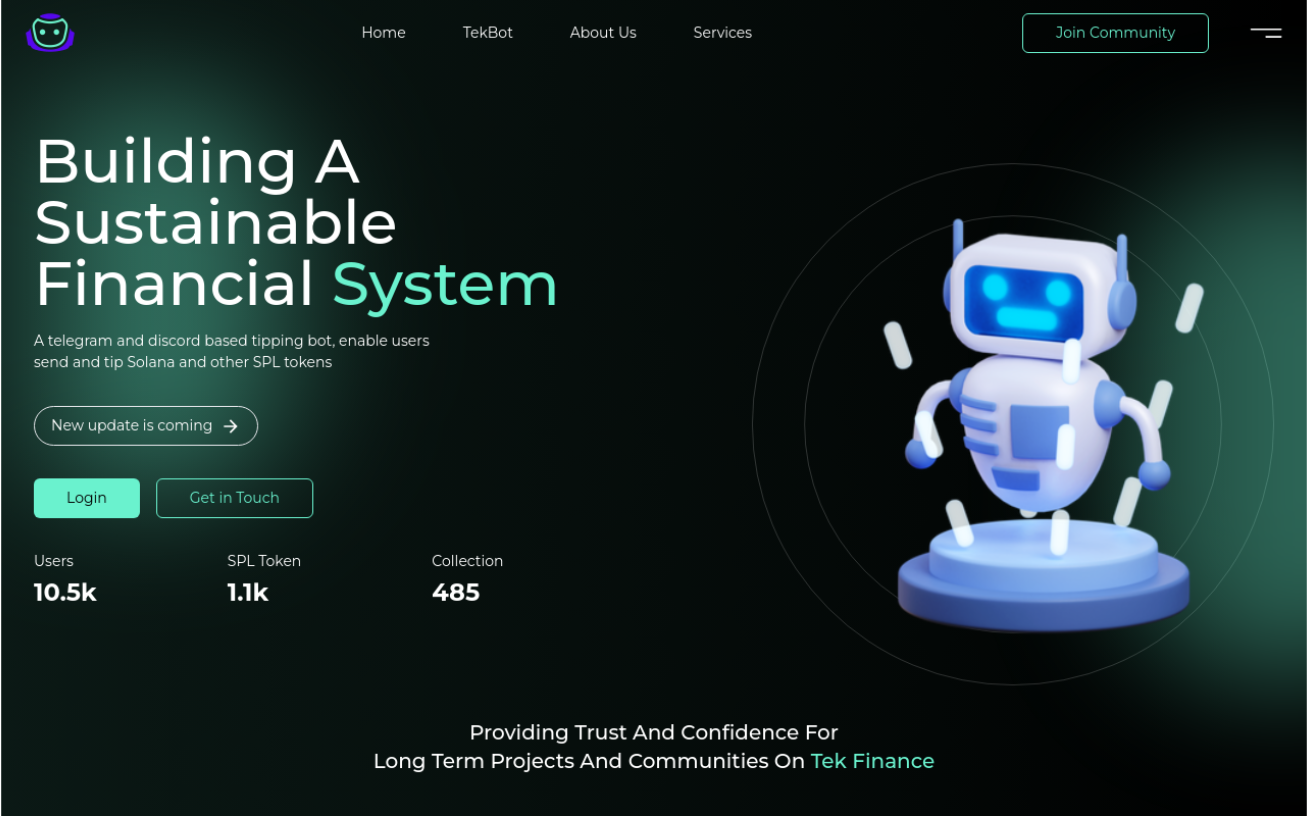 Home TekBot About Us Services Join Community
Building A
Sustainable
Financial System
A telegram and discord based tipping bot, enable users
send and tip Solana and other SPL tokens
New update is coming →
Login Get in Touch
Users SPL Token Collection
10.5k 1.1k 485
Providing Trust And Confidence For
Long Term Projects And Communities On Tek Finance